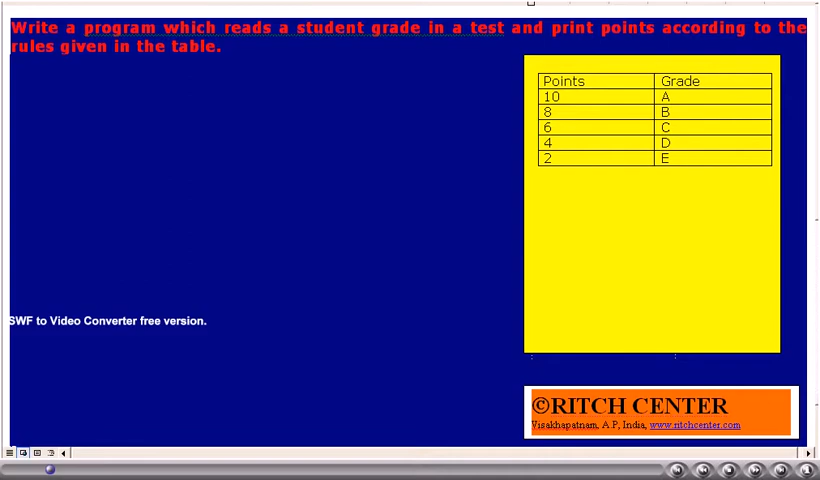 Write a program which reads a student grade in a test and print points according to the
rules given in the table.
Points Grade
10 A
8 B
6 C
4 D
2 E
SWF to Video Converter free version.
©RITCH CENTER
Visakhapatnam, A.P, India, www.ritchcenter.com